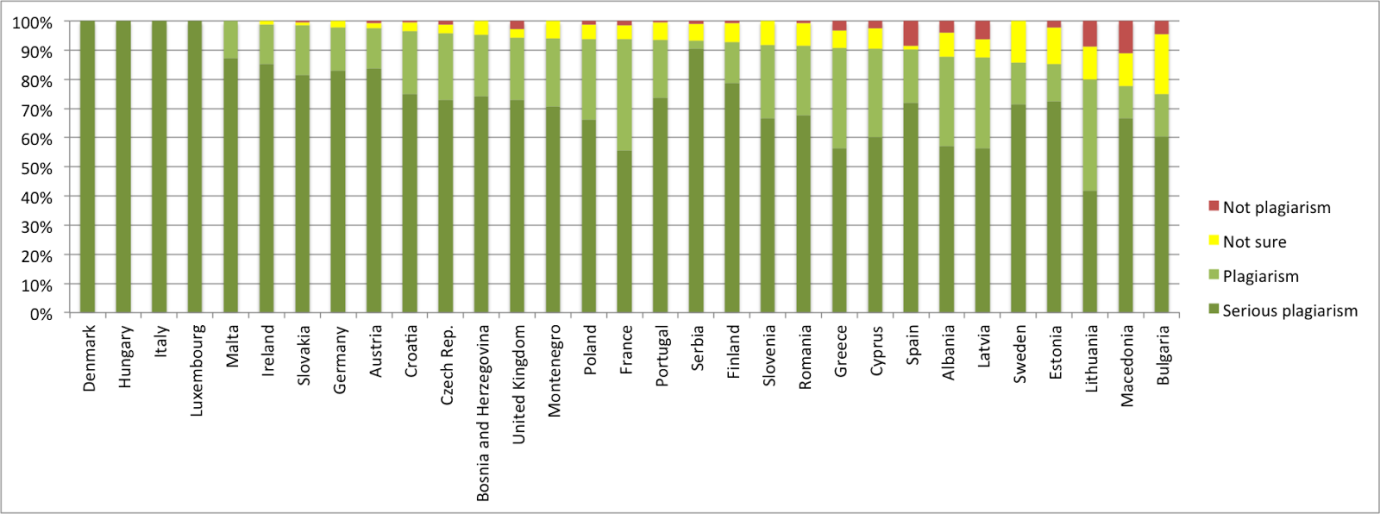 100%
90%
80%
70%
60%
50%
40%
30%
20%
10%
0%
Denmark
Hungary
Italy
Luxembourg
Malta
Ireland
Slovakia
Germany
Austria
Croatia
Czech Rep.
Bosnia and Herzegovina
United Kingdom
Montenegro
Poland
France
Portugal
Serbia
Finland
Slovenia
Romania
Greece
Cyprus
Spain
Albania
Latvia
Sweden
Estonia
Lithuania
Macedonia
Bulgaria
Not plagiarism
Not sure
Plagiarism
Serious plagiarism